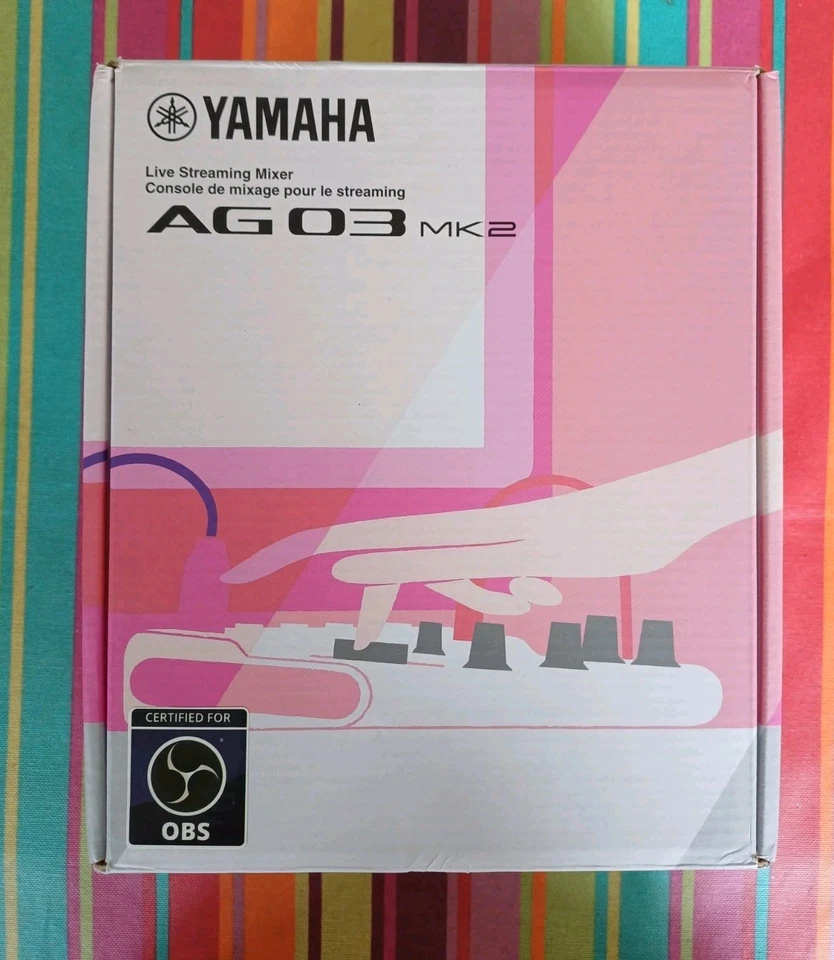 YAMAHA
Live Streaming Mixer
Console de mixage pour le streaming
AG03 MK2
CERTIFIED FOR
OBS